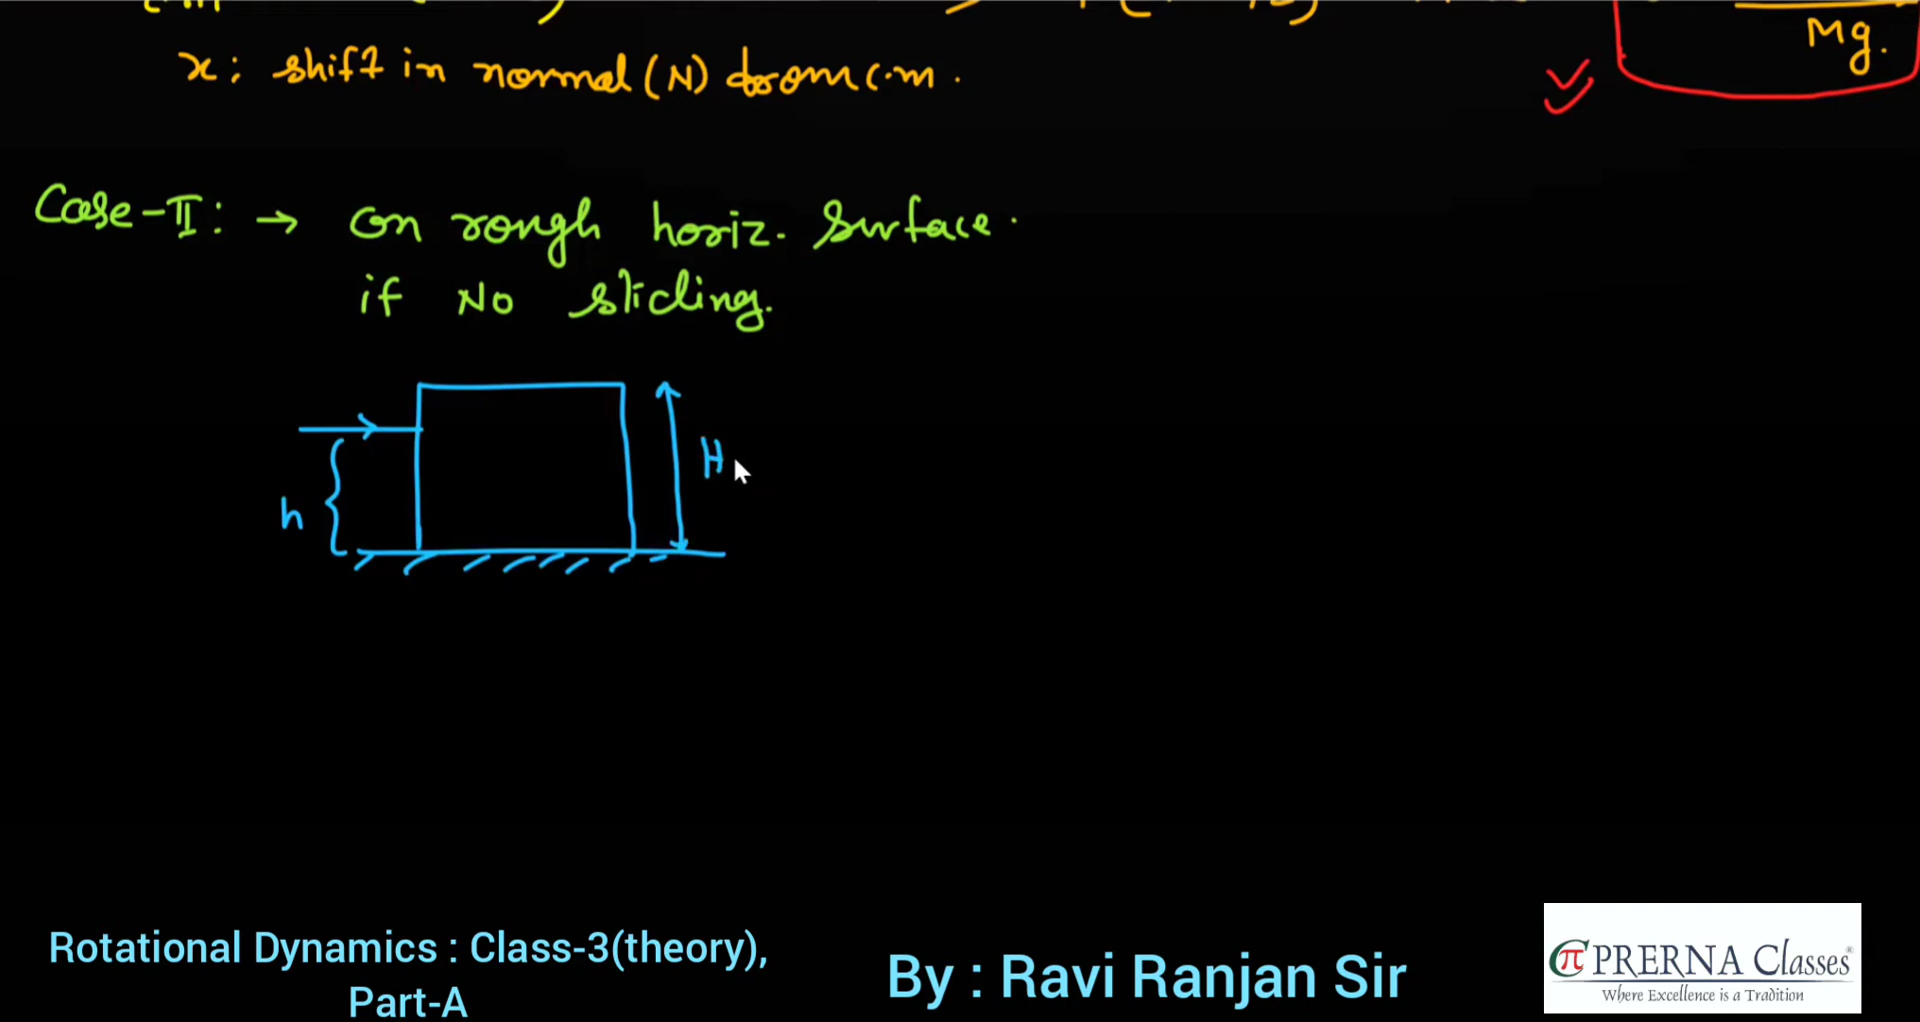 Mg.
x: shift in normal (N) from c.m.
Case-II: → on rough horiz. surface.
if No sliding.
H
h
Rotational Dynamics : Class-3(theory),
Part-A
By : Ravi Ranjan Sir
π PRERNA Classes®
Where Excellence is a Tradition